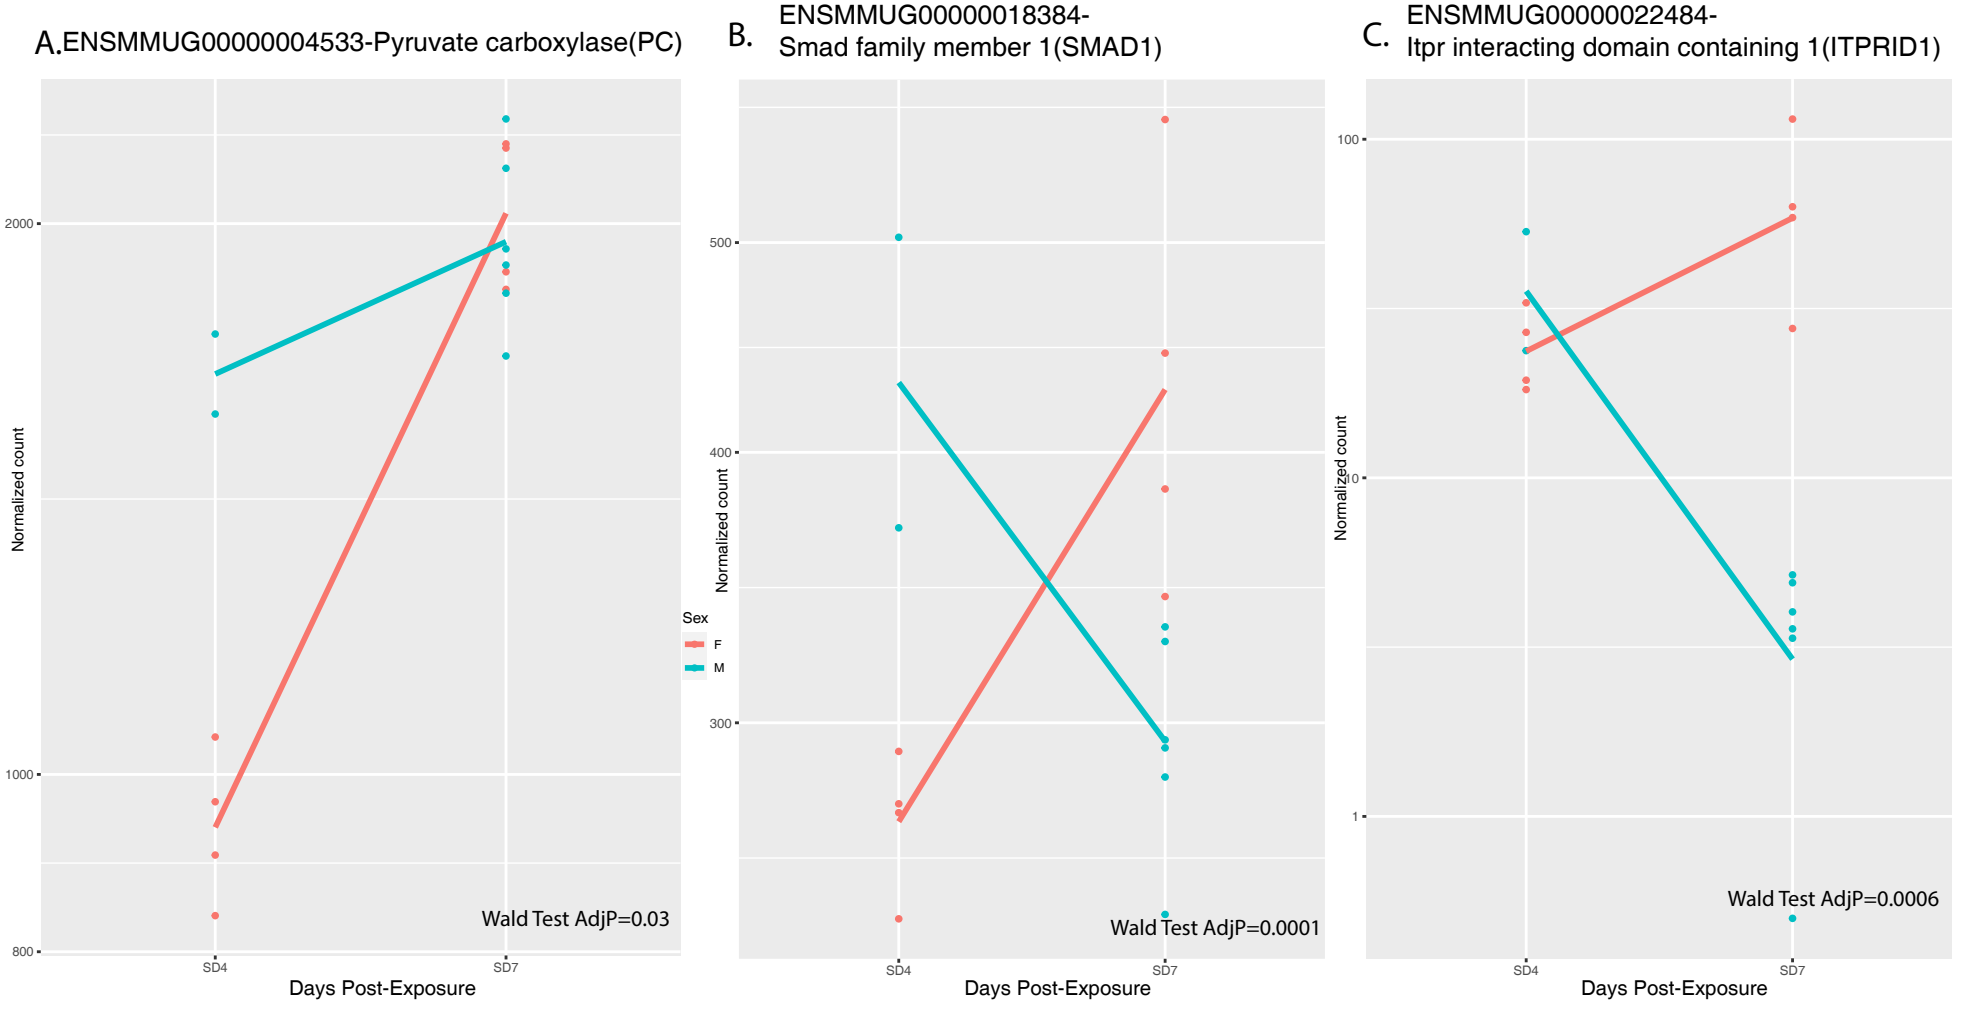 A.ENSMMUG00000004533-Pyruvate carboxylase(PC)
2000
1000
800
Normalized count
SD4
SD7
Days Post-Exposure
Wald Test AdjP=0.03
Sex
F
M
B.
ENSMMUG00000018384-
Smad family member 1(SMAD1)
500
400
300
Normalized count
SD4
SD7
Days Post-Exposure
Wald Test AdjP=0.0001
C.
ENSMMUG00000022484-
Itpr interacting domain containing 1(ITPRID1)
100
10
1
Normalized count
SD4
SD7
Days Post-Exposure
Wald Test AdjP=0.0006